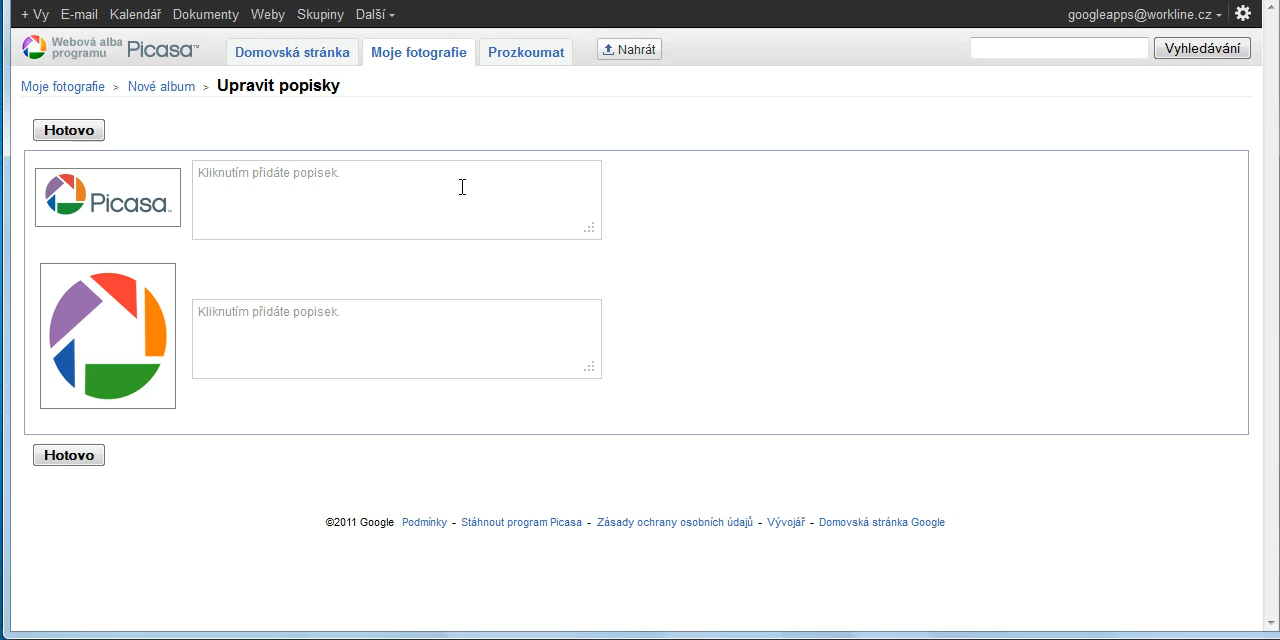 + Vy E-mail Kalendář Dokumenty Weby Skupiny Další googleapps@workline.cz
Webová alba programu Picasa™ Domovská stránka Moje fotografie Prozkoumat Nahrát Vyhledávání
Moje fotografie > Nové album > Upravit popisky
Hotovo
Kliknutím přidáte popisek.
Picasa™
Kliknutím přidáte popisek.
Hotovo
©2011 Google Podmínky - Stáhnout program Picasa - Zásady ochrany osobních údajů - Vývojář - Domovská stránka Google